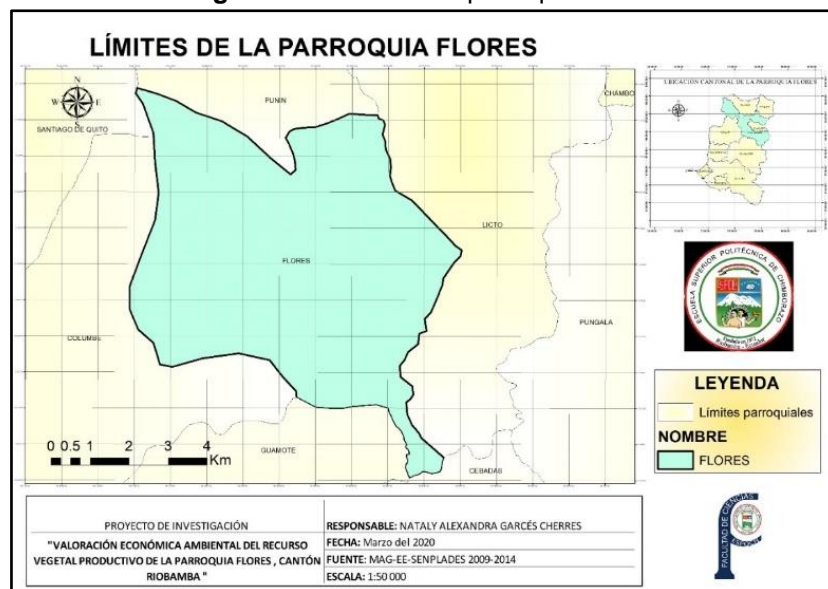 LÍMITES DE LA PARROQUIA FLORES
N
W E
S
PUNIN
SANTIAGO DE QUITO
CHAMBO
LICTO
FLORES
PUNGALA
COLUMBE
GUAMOTE
CEBADAS
0 0.5 1 2 3 4
Km
UBICACIÓN CANTONAL DE LA PARROQUIA FLORES
ESCUELA SUPERIOR POLITÉCNICA DE CHIMBORAZO
Riobamba - Ecuador
LEYENDA
Límites parroquiales
NOMBRE
FLORES
FACULTAD DE CIENCIAS
ESPOCH
PROYECTO DE INVESTIGACIÓN
"VALORACIÓN ECONÓMICA AMBIENTAL DEL RECURSO
VEGETAL PRODUCTIVO DE LA PARROQUIA FLORES , CANTÓN
RIOBAMBA "
RESPONSABLE: NATALY ALEXANDRA GARCÉS CHERRES
FECHA: Marzo del 2020
FUENTE: MAG-EE-SENPLADES 2009-2014
ESCALA: 1:50 000